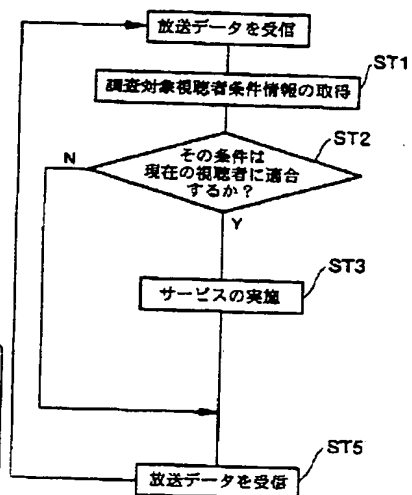 放送データを受信
ST1
調査対象視聴者条件情報の取得
ST2
その条件は
現在の視聴者に適合
するか？
N
Y
ST3
サービスの実施
ST5
放送データを受信